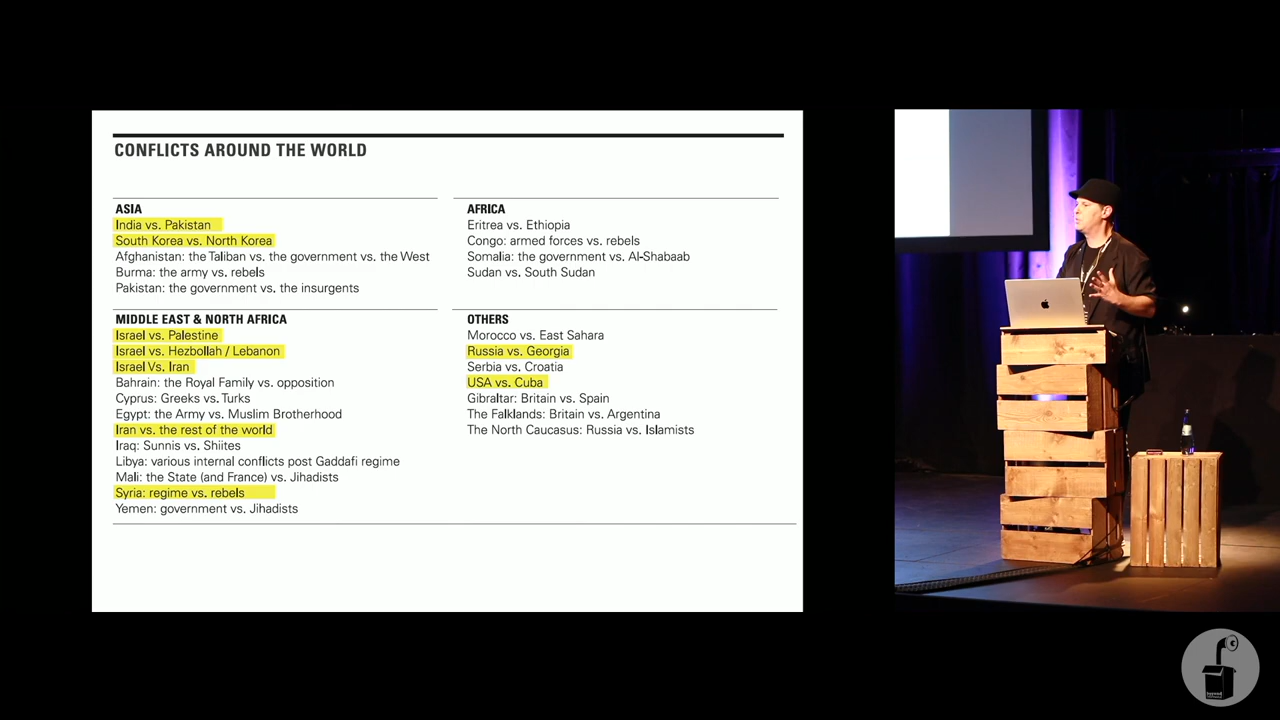 CONFLICTS AROUND THE WORLD
ASIA
India vs. Pakistan
South Korea vs. North Korea
Afghanistan: the Taliban vs. the government vs. the West
Burma: the army vs. rebels
Pakistan: the government vs. the insurgents
AFRICA
Eritrea vs. Ethiopia
Congo: armed forces vs. rebels
Somalia: the government vs. Al-Shabaab
Sudan vs. South Sudan
MIDDLE EAST & NORTH AFRICA
Israel vs. Palestine
Israel vs. Hezbollah / Lebanon
Israel Vs. Iran
Bahrain: the Royal Family vs. opposition
Cyprus: Greeks vs. Turks
Egypt: the Army vs. Muslim Brotherhood
Iran vs. the rest of the world
Iraq: Sunnis vs. Shiites
Libya: various internal conflicts post Gaddafi regime
Mali: the State (and France) vs. Jihadists
Syria: regime vs. rebels
Yemen: government vs. Jihadists
OTHERS
Morocco vs. East Sahara
Russia vs. Georgia
Serbia vs. Croatia
USA vs. Cuba
Gibraltar: Britain vs. Spain
The Falklands: Britain vs. Argentina
The North Caucasus: Russia vs. Islamists